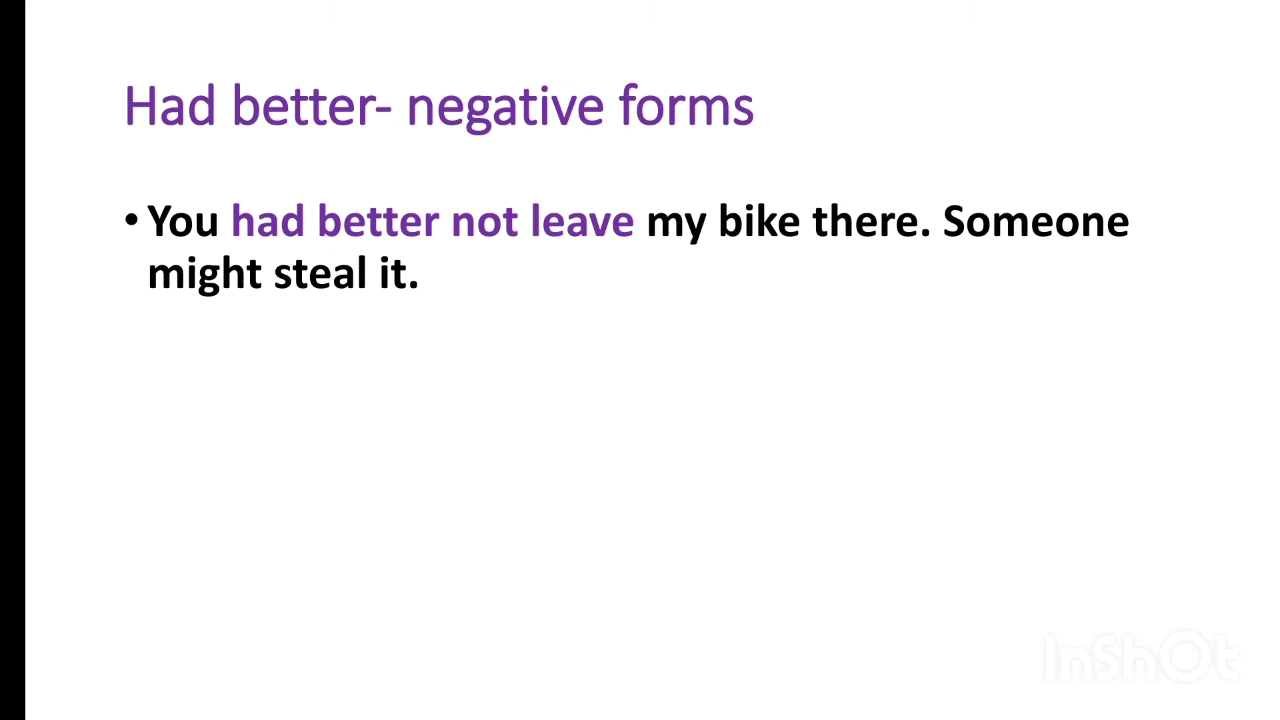 Had better- negative forms
• You had better not leave my bike there. Someone
might steal it.
InShOt